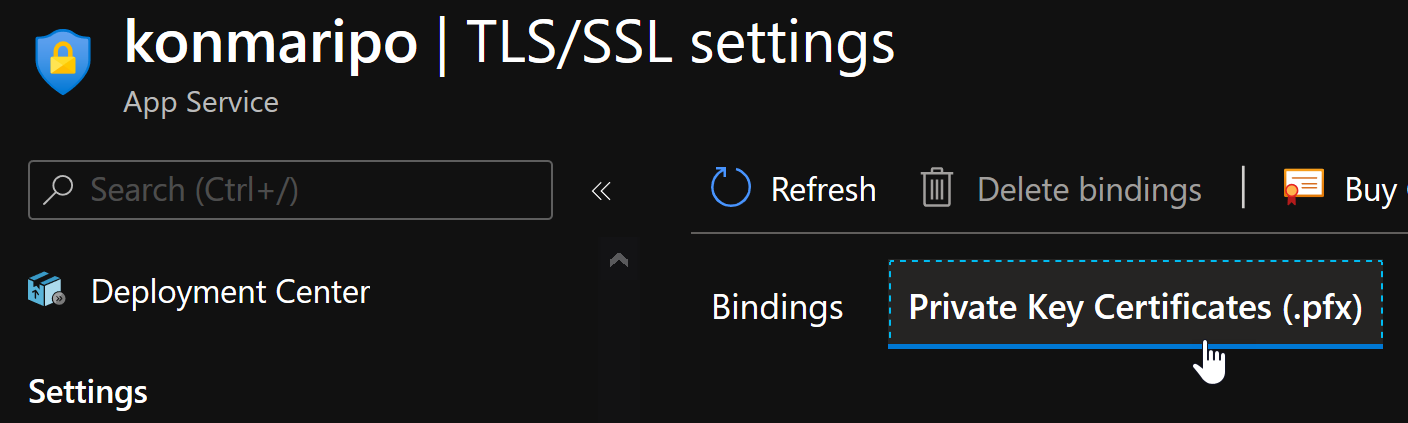 konmaripo | TLS/SSL settings
App Service
Search (Ctrl+/)
«
Refresh
Delete bindings
Buy
Deployment Center
Bindings
Private Key Certificates (.pfx)
Settings